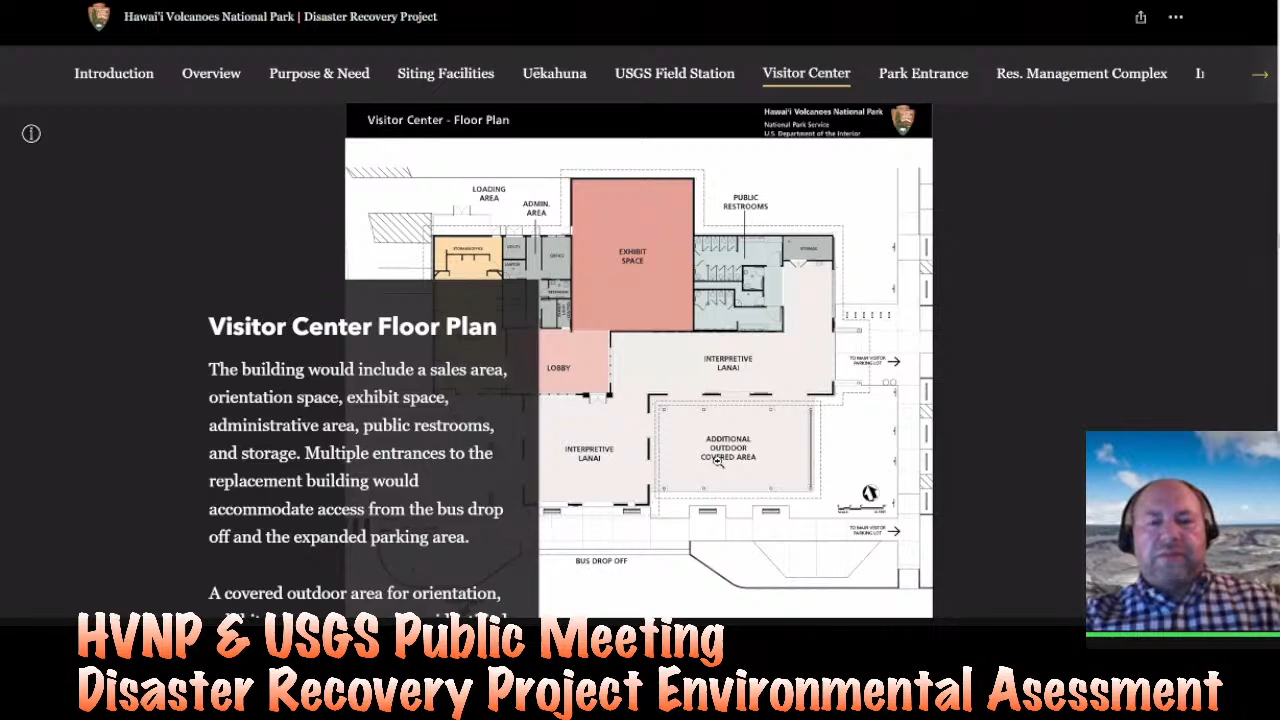 Hawai'i Volcanoes National Park | Disaster Recovery Project
Introduction
Overview
Purpose & Need
Siting Facilities
Uēkahuna
USGS Field Station
Visitor Center
Park Entrance
Res. Management Complex
Visitor Center - Floor Plan
Hawai'i Volcanoes National Park
National Park Service
U.S. Department of the Interior
LOADING
AREA
ADMIN.
AREA
PUBLIC
RESTROOMS
STORAGE
OFFICE
EXHIBIT
SPACE
LOBBY
INTERPRETIVE
LANAI
TO MAIN VISITOR
PARKING LOT
INTERPRETIVE
LANAI
ADDITIONAL
OUTDOOR
COVERED AREA
TO MAIN VISITOR
PARKING LOT
BUS DROP OFF
Visitor Center Floor Plan
The building would include a sales area,
orientation space, exhibit space,
administrative area, public restrooms,
and storage. Multiple entrances to the
replacement building would
accommodate access from the bus drop
off and the expanded parking area.
A covered outdoor area for orientation,
HVNP & USGS Public Meeting
Disaster Recovery Project Environmental Asessment